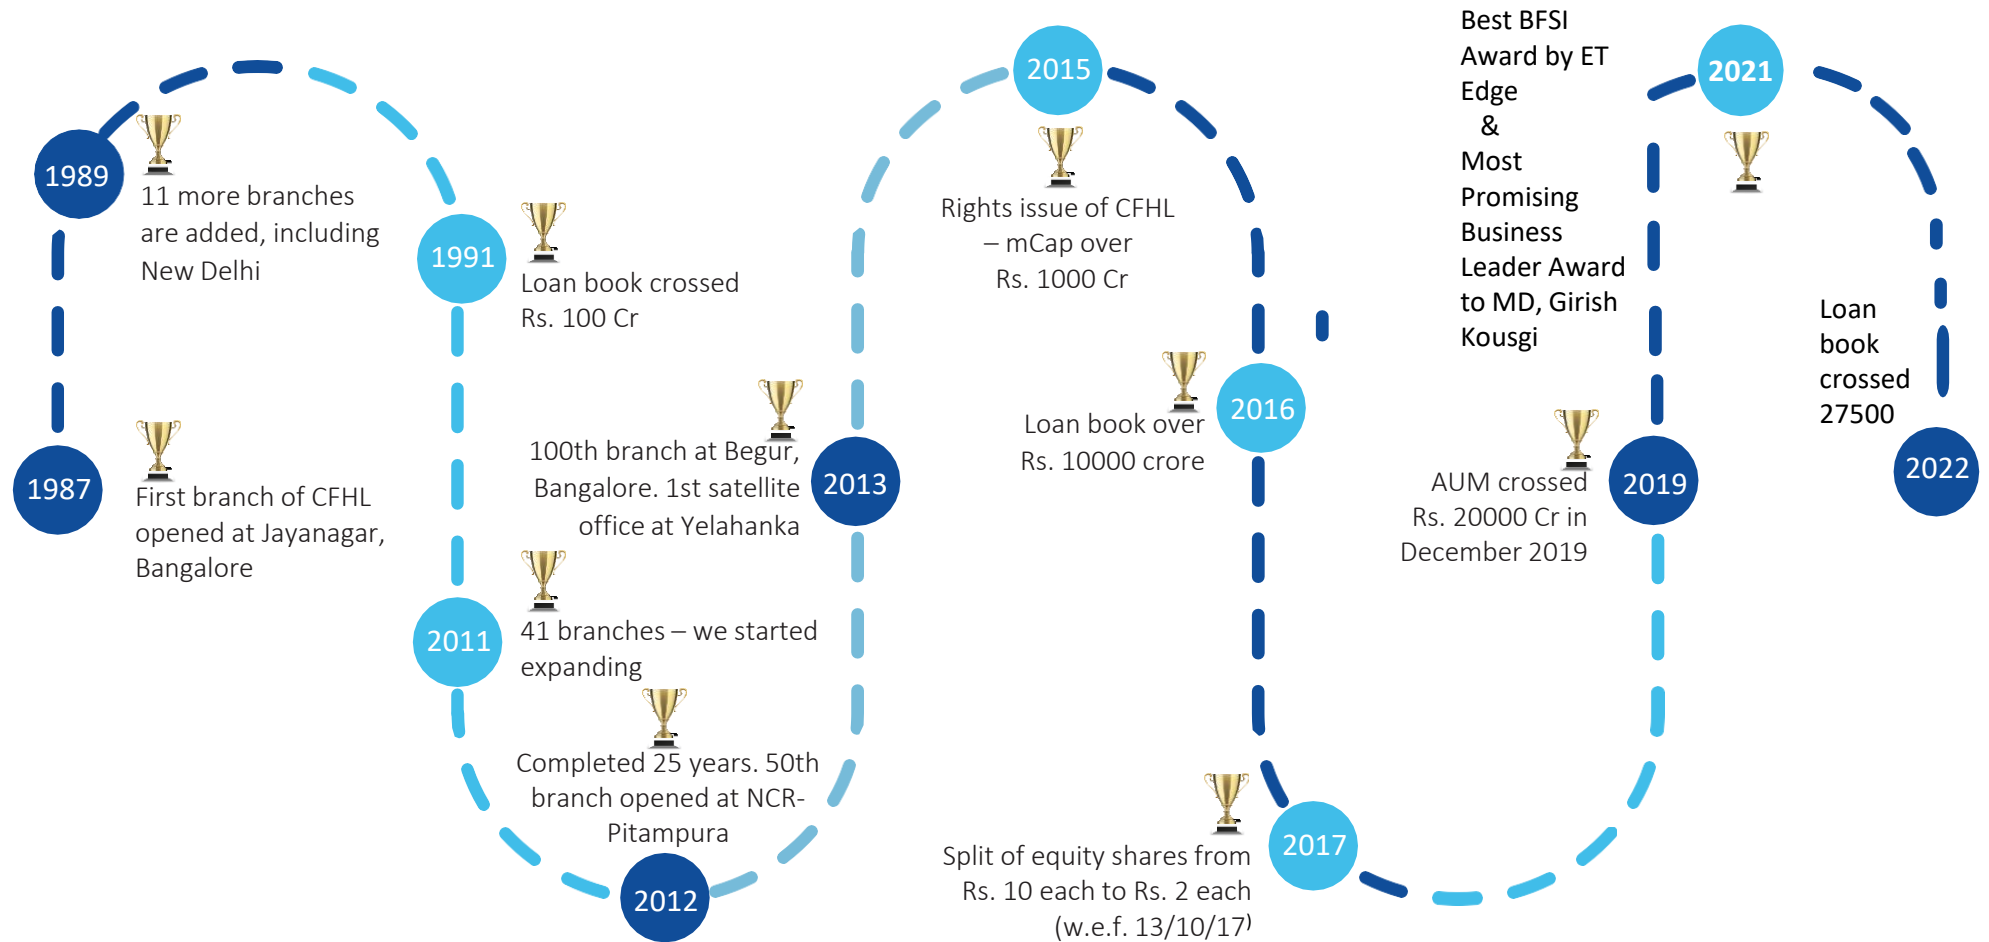 1987
First branch of CFHL
opened at Jayanagar,
Bangalore
1989
11 more branches
are added, including
New Delhi
1991
Loan book crossed
Rs. 100 Cr
2011
41 branches – we started
expanding
Completed 25 years. 50th
branch opened at NCR-
Pitampura
2012
100th branch at Begur,
Bangalore. 1st satellite
office at Yelahanka
2013
2015
Rights issue of CFHL
– mCap over
Rs. 1000 Cr
Loan book over
Rs. 10000 crore
2016
2017
Split of equity shares from
Rs. 10 each to Rs. 2 each
(w.e.f. 13/10/17)
AUM crossed
Rs. 20000 Cr in
December 2019
2019
Best BFSI
Award by ET
Edge
&
Most
Promising
Business
Leader Award
to MD, Girish
Kousgi
2021
Loan
book
crossed
27500
2022